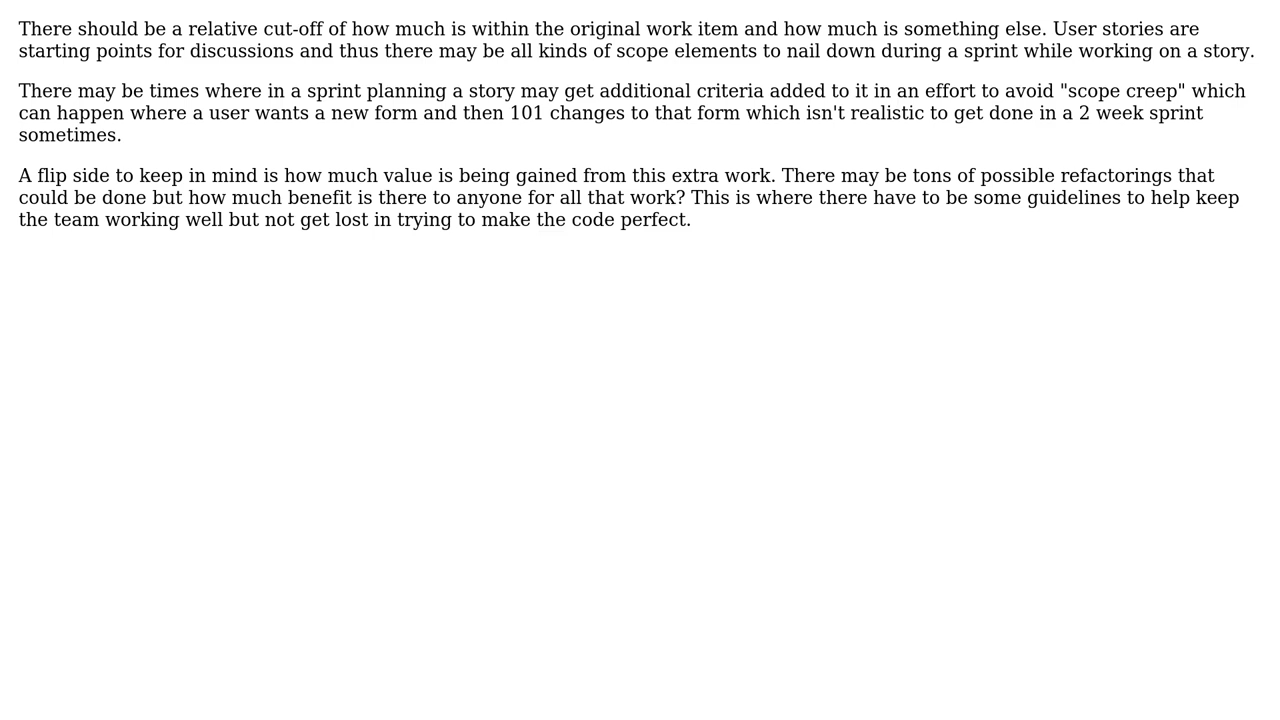 There should be a relative cut-off of how much is within the original work item and how much is something else. User stories are
starting points for discussions and thus there may be all kinds of scope elements to nail down during a sprint while working on a story.
There may be times where in a sprint planning a story may get additional criteria added to it in an effort to avoid "scope creep" which
can happen where a user wants a new form and then 101 changes to that form which isn't realistic to get done in a 2 week sprint
sometimes.
A flip side to keep in mind is how much value is being gained from this extra work. There may be tons of possible refactorings that
could be done but how much benefit is there to anyone for all that work? This is where there have to be some guidelines to help keep
the team working well but not get lost in trying to make the code perfect.